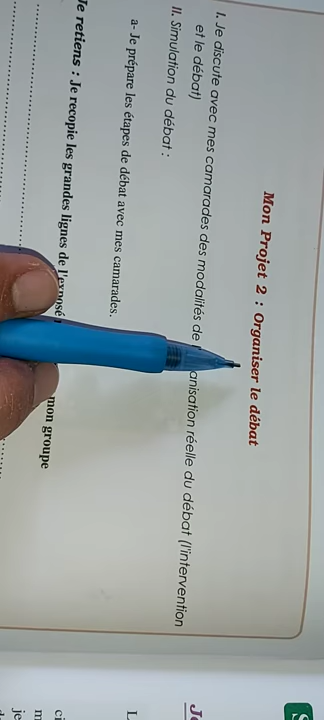 Mon Projet 2 : Organiser le débat
I. Je discute avec mes camarades des modalités de anisation réelle du débat (l'intervention
et le débat)
II. Simulation du débat :
a- Je prépare les étapes de débat avec mes camarades.
Je retiens : Je recopie les grandes lignes de l'exposé mon groupe